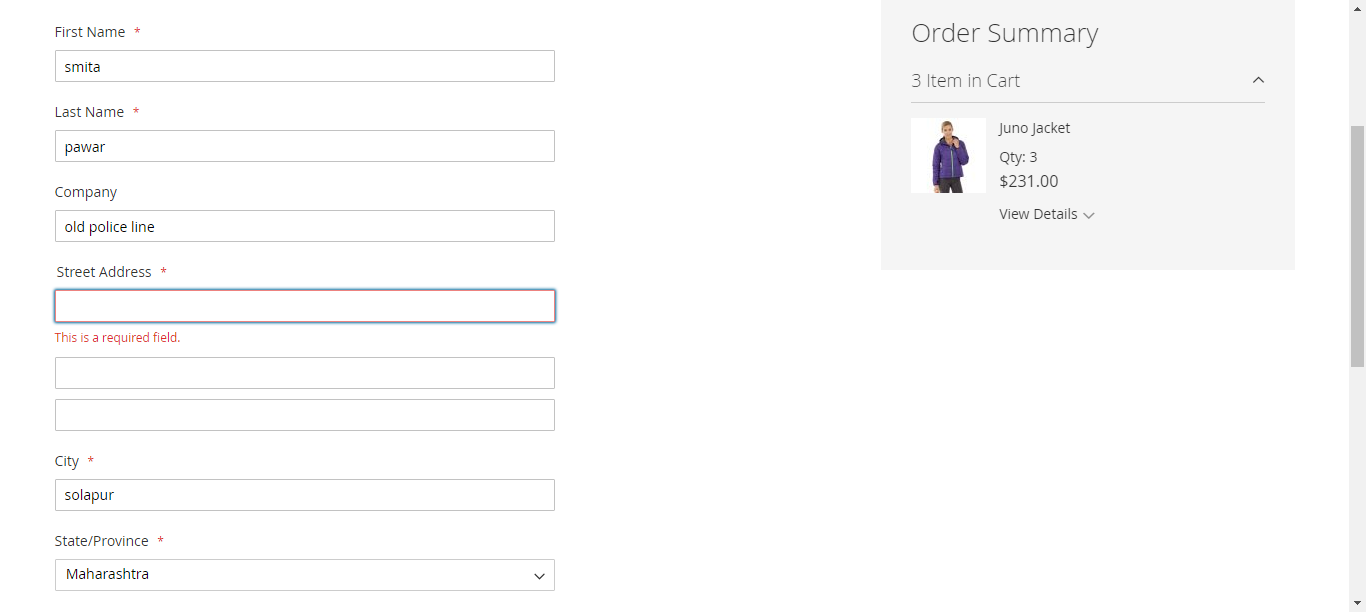 First Name *
smita
Last Name *
pawar
Company
old police line
Street Address *
This is a required field.
City *
solapur
State/Province *
Maharashtra
Order Summary
3 Item in Cart
Juno Jacket
Qty: 3
$231.00
View Details